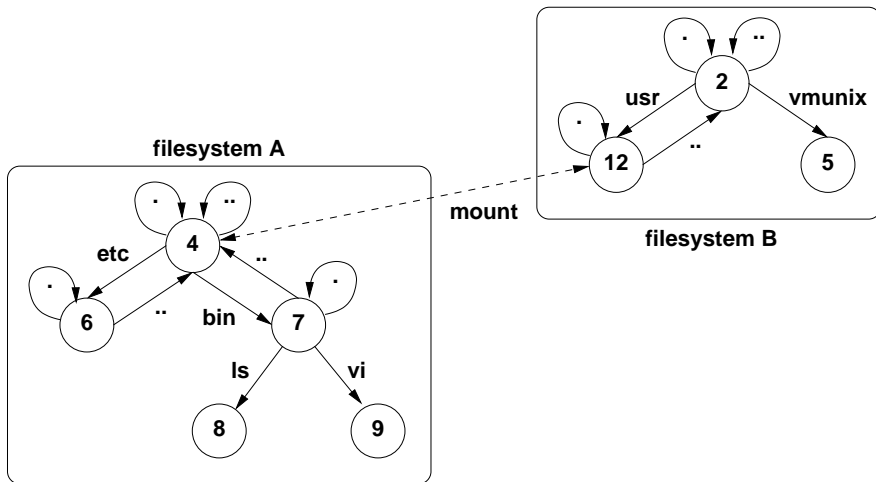 filesystem A
.
..
4
etc
..
.
6
..
bin
7
.
ls
vi
8
9
mount
.
..
2
usr
vmunix
.
12
..
5
filesystem B